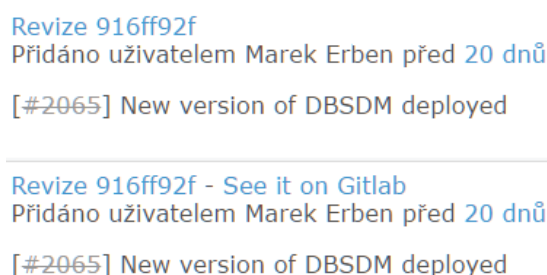 Revize 916ff92f
Přidáno uživatelem Marek Erben před 20 dnů
[#2065] New version of DBSDM deployed
Revize 916ff92f - See it on Gitlab
Přidáno uživatelem Marek Erben před 20 dnů
[#2065] New version of DBSDM deployed